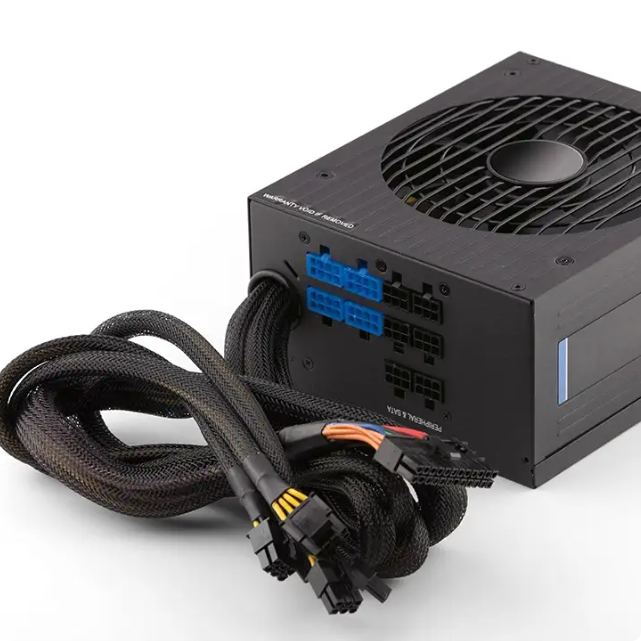 WARRANTY VOID IF REMOVED
PERIPHERAL & SATA